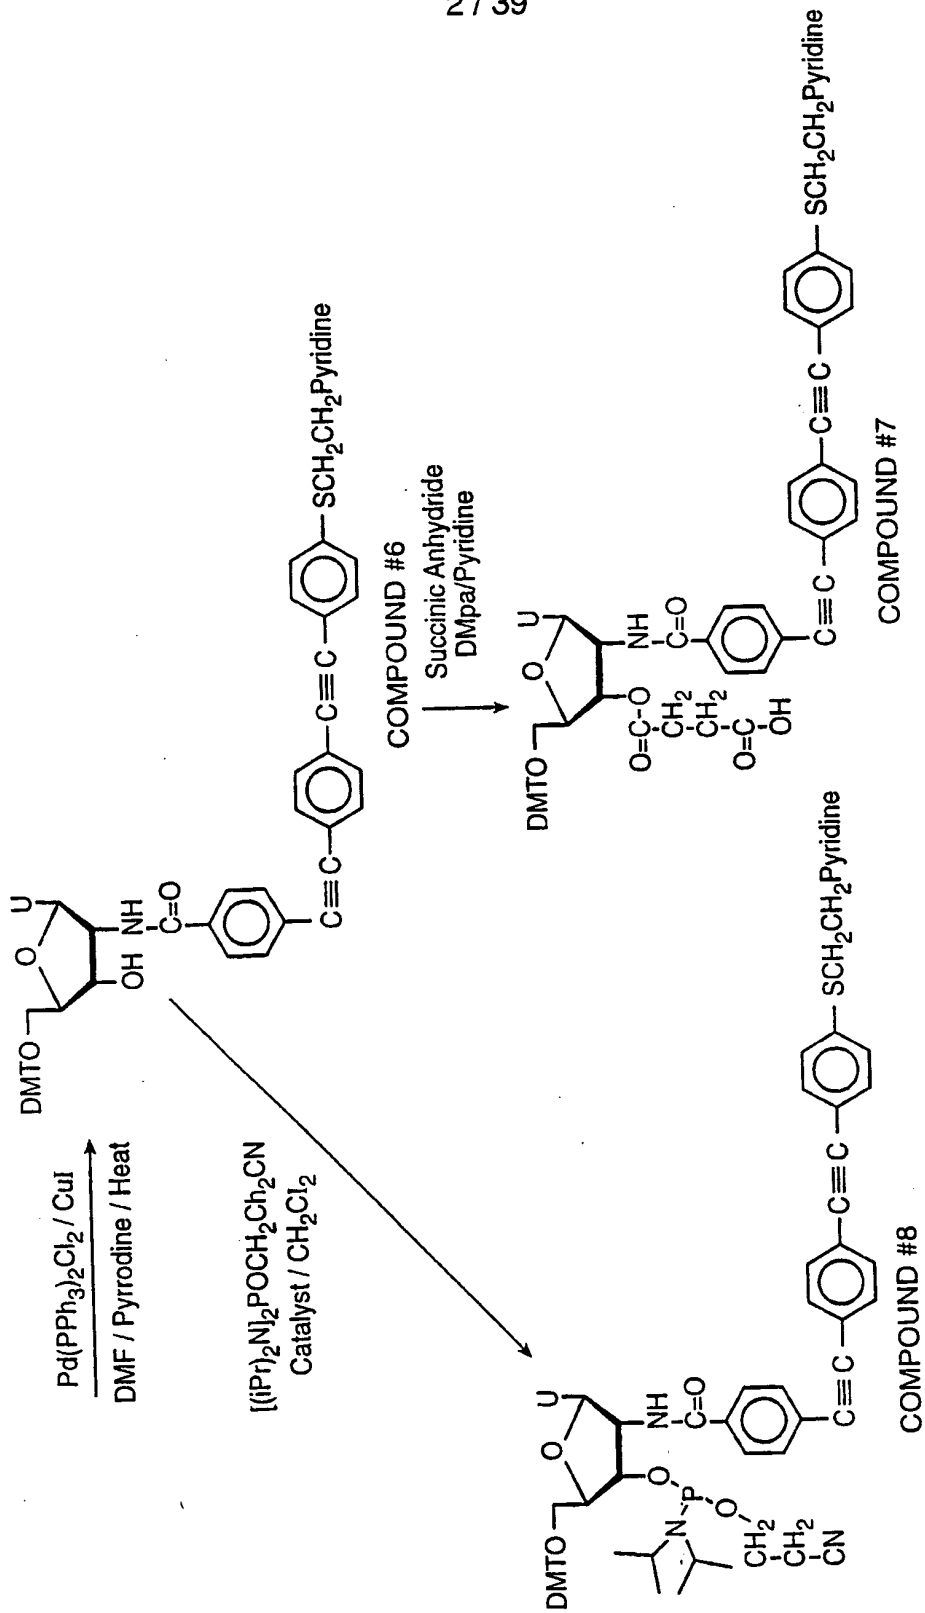 2 / 39
Pd(PPh3)2Cl2 / CuI
DMF / Pyrrodine / Heat
DMTO
O
U
OH
NH
C=O
C≡C
C≡C
SCH2CH2Pyridine
COMPOUND #6
[(iPr)2N]2POCH2Ch2CN
Catalyst / CH2Cl2
Succinic Anhydride
DMpa/Pyridine
DMTO
O
U
O
P
N
O
CH2
CH2
CN
NH
C=O
C≡C
C≡C
SCH2CH2Pyridine
COMPOUND #8
DMTO
O
U
O
O=C
CH2
CH2
O=C
OH
NH
C=O
C≡C
C≡C
SCH2CH2Pyridine
COMPOUND #7